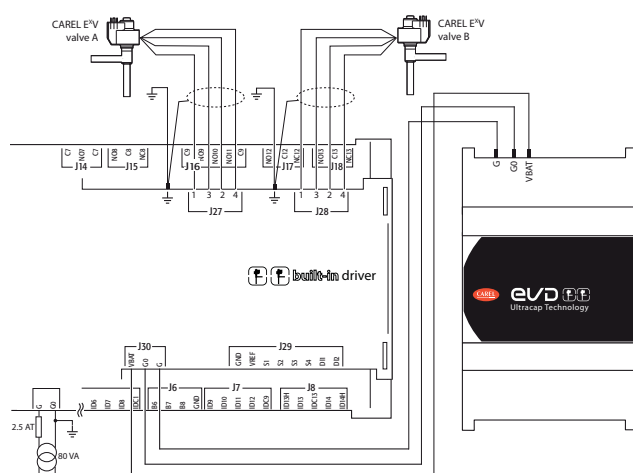 CAREL EXV
valve A
CAREL EXV
valve B
C7
NO7
C7
J14
NO8
C8
NC8
J15
C9
NO9
NO10
NO11
C9
J16
NO12
C12
NC12
J17
NO13
C13
NC13
J18
1 3 2 4
J27
1 3 2 4
J28
G
G0
VBAT
built-in driver
CAREL
evd
Ultracap Technology
J30
VBAT
G0
G
J29
GND
VREF
S1
S2
S3
S4
DI1
DI2
G
G0
2.5 AT
80 VA
ID6
ID7
ID8
IDC1
J6
B6
B7
B8
GND
J7
ID9
ID10
ID11
ID12
IDC9
J8
ID13H
ID13
IDC13
ID14
ID14H